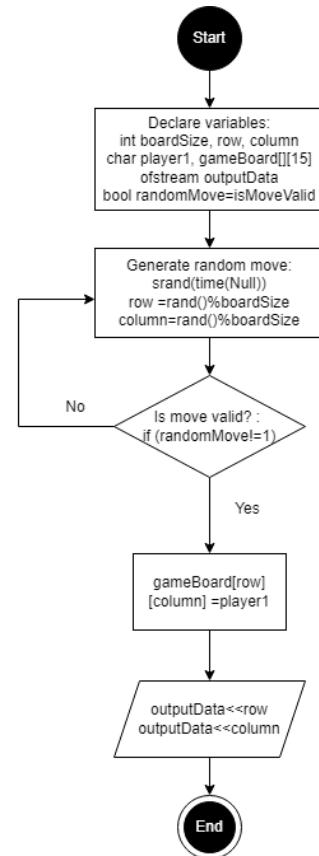 Start
Declare variables:
int boardSize, row, column
char player1, gameBoard[][15]
ofstream outputData
bool randomMove=isMoveValid
Generate random move:
srand(time(Null))
row =rand()%boardSize
column=rand()%boardSize
No
Is move valid? :
if (randomMove!=1)
Yes
gameBoard[row]
[column] =player1
outputData<<row
outputData<<column
End